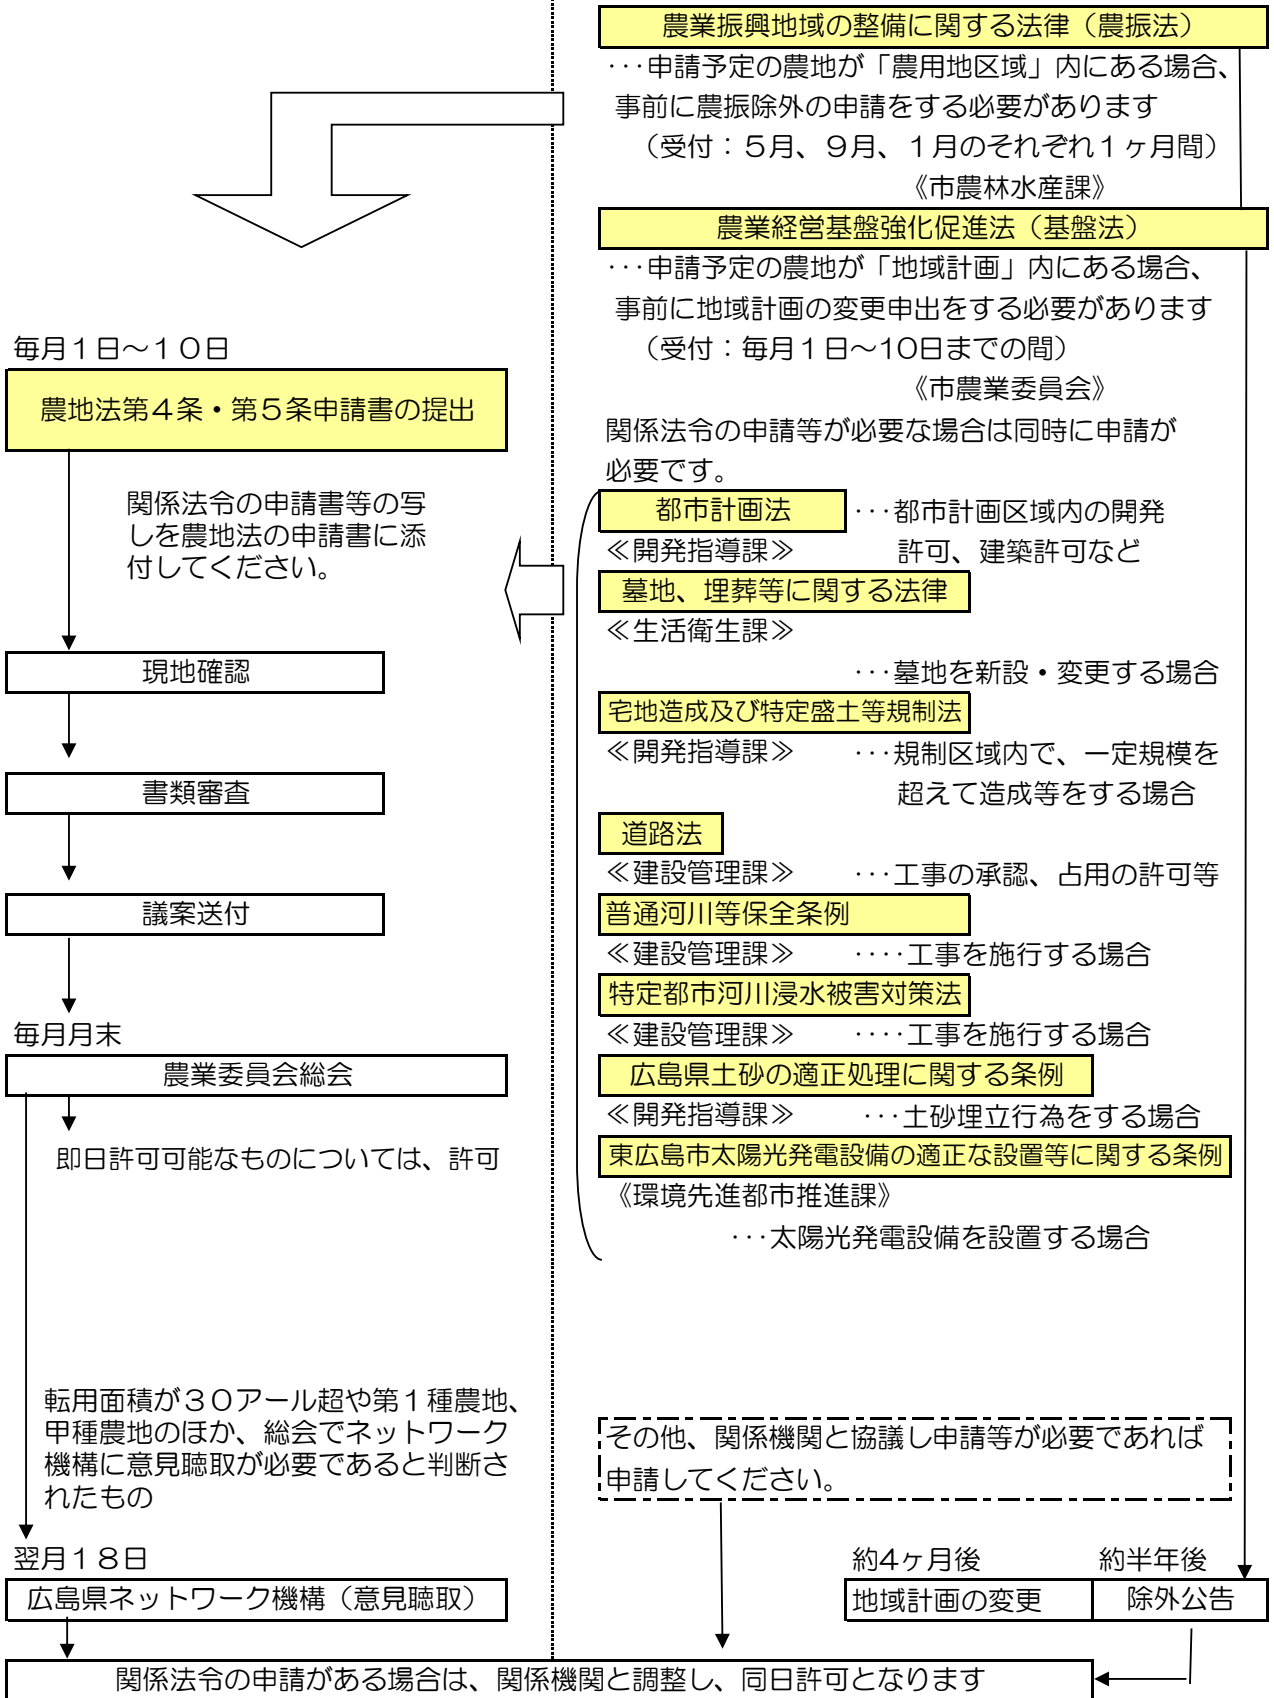 農業振興地域の整備に関する法律（農振法）
･･･申請予定の農地が「農用地区域」内にある場合、
事前に農振除外の申請をする必要があります
（受付：５月、９月、１月のそれぞれ１ヶ月間）
《市農林水産課》
農業経営基盤強化促進法（基盤法）
･･･申請予定の農地が「地域計画」内にある場合、
事前に地域計画の変更申出をする必要があります
（受付：毎月１日～10日までの間）
《市農業委員会》
毎月１日～１０日
農地法第４条・第５条申請書の提出
関係法令の申請書等の写
しを農地法の申請書に添
付してください。
現地確認
書類審査
議案送付
毎月月末
農業委員会総会
即日許可可能なものについては、許可
転用面積が３０アール超や第１種農地、
甲種農地のほか、総会でネットワーク
機構に意見聴取が必要であると判断さ
れたもの
翌月１８日
広島県ネットワーク機構（意見聴取）
関係法令の申請等が必要な場合は同時に申請が
必要です。
都市計画法 ･･･都市計画区域内の開発
≪開発指導課≫ 許可、建築許可など
墓地、埋葬等に関する法律
≪生活衛生課≫
･･･墓地を新設・変更する場合
宅地造成及び特定盛土等規制法
≪開発指導課≫ ･･･規制区域内で、一定規模を
超えて造成等をする場合
道路法
≪建設管理課≫ ･･･工事の承認、占用の許可等
普通河川等保全条例
≪建設管理課≫ ････工事を施行する場合
特定都市河川浸水被害対策法
≪建設管理課≫ ････工事を施行する場合
広島県土砂の適正処理に関する条例
≪開発指導課≫ ･･･土砂埋立行為をする場合
東広島市太陽光発電設備の適正な設置等に関する条例
《環境先進都市推進課》
･･･太陽光発電設備を設置する場合
その他、関係機関と協議し申請等が必要であれば
申請してください。
約4ヶ月後 約半年後
地域計画の変更 除外公告
関係法令の申請がある場合は、関係機関と調整し、同日許可となります